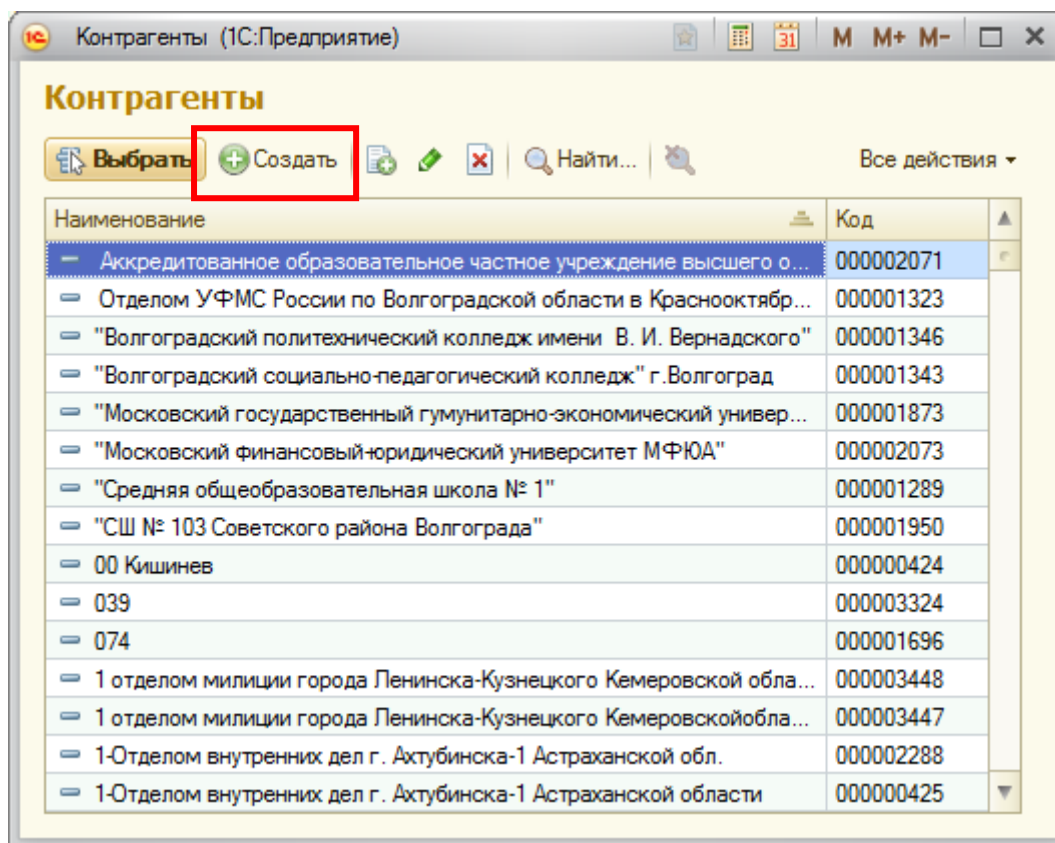 1С Контрагенты (1С:Предприятие) 31 M M+ M-
Контрагенты
Выбрать Создать Найти... Все действия
Наименование Код
Аккредитованное образовательное частное учреждение высшего о... 000002071
Отделом УФМС России по Волгоградской области в Краснооктябр... 000001323
"Волгоградский политехнический колледж имени В. И. Вернадского" 000001346
"Волгоградский социально-педагогический колледж" г.Волгоград 000001343
"Московский государственный гумунитарно-экономический универ... 000001873
"Московский финансовый-юридический университет МФЮА" 000002073
"Средняя общеобразовательная школа № 1" 000001289
"СШ № 103 Советского района Волгограда" 000001950
00 Кишинев 000000424
039 000003324
074 000001696
1 отделом милиции города Ленинска-Кузнецкого Кемеровской обла... 000003448
1 отделом милиции города Ленинска-Кузнецкого Кемеровскойобла... 000003447
1-Отделом внутренних дел г. Ахтубинска-1 Астраханской обл. 000002288
1-Отделом внутренних дел г. Ахтубинска-1 Астраханской области 000000425